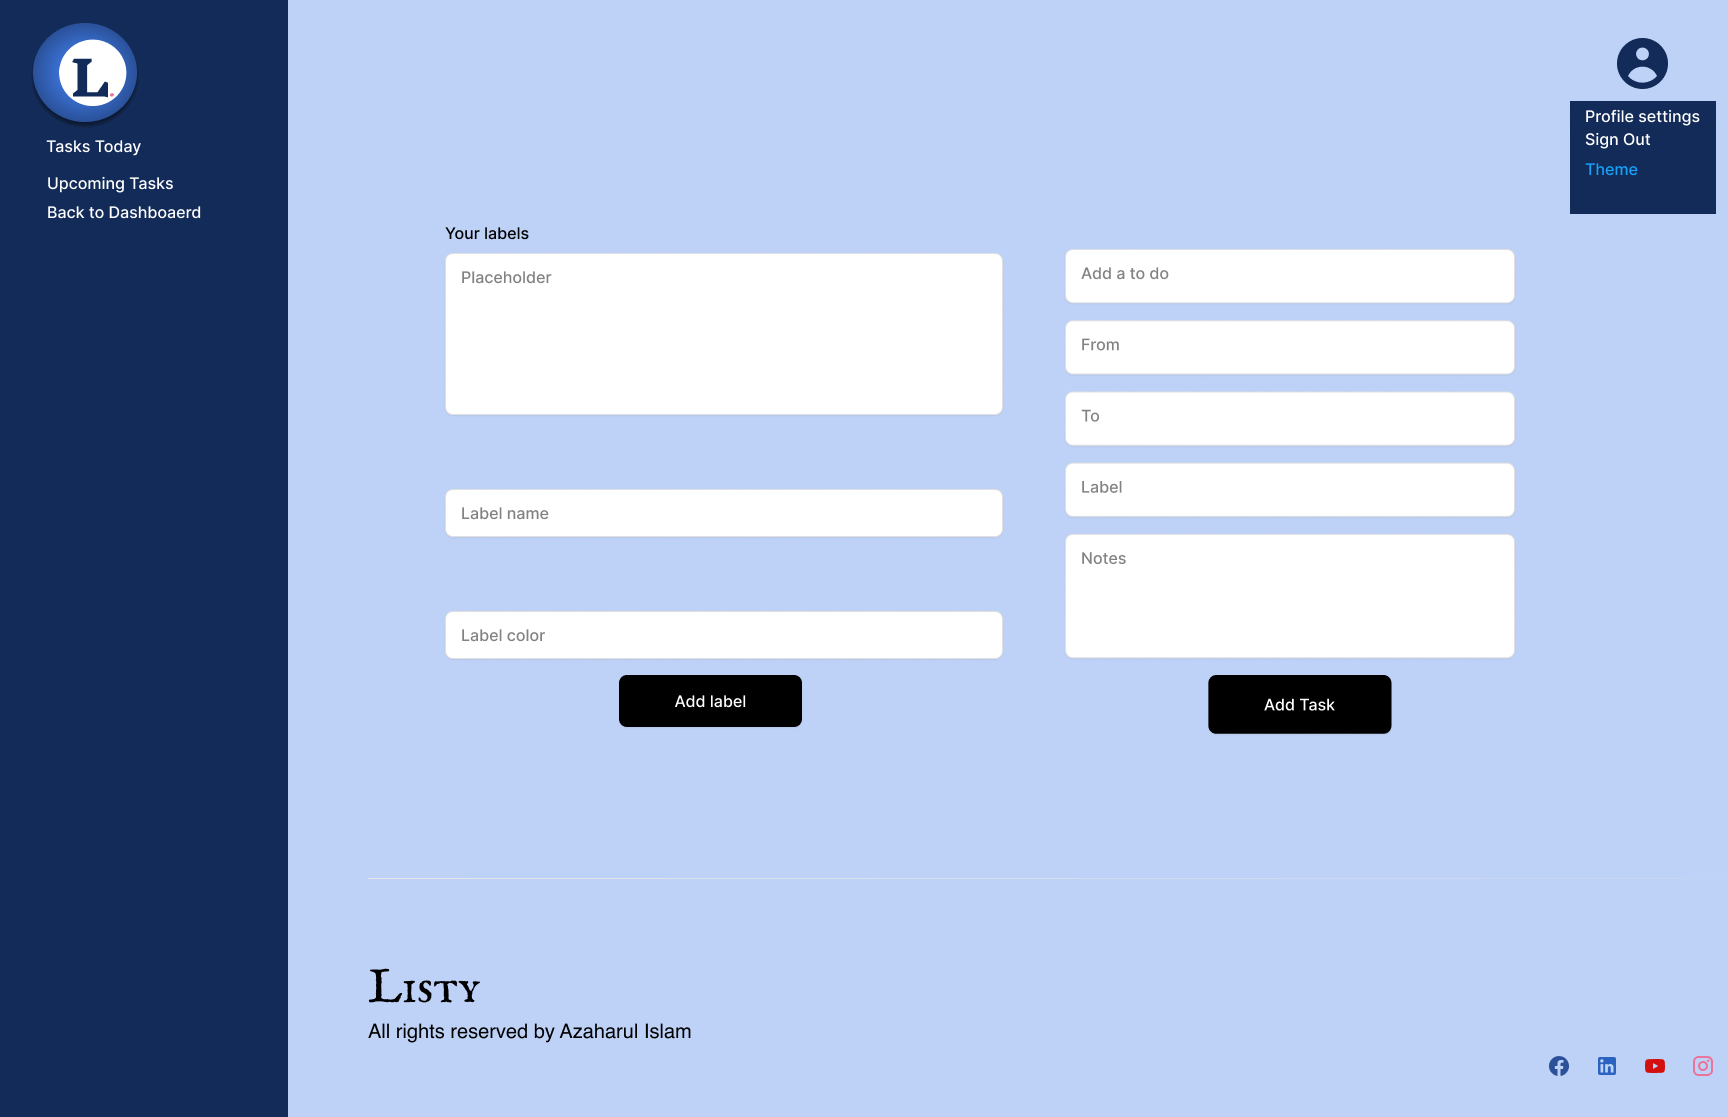 L.
Tasks Today
Upcoming Tasks
Back to Dashboaerd
Profile settings
Sign Out
Theme
Your labels
Placeholder
Label name
Label color
Add label
Add a to do
From
To
Label
Notes
Add Task
Listy
All rights reserved by Azaharul Islam